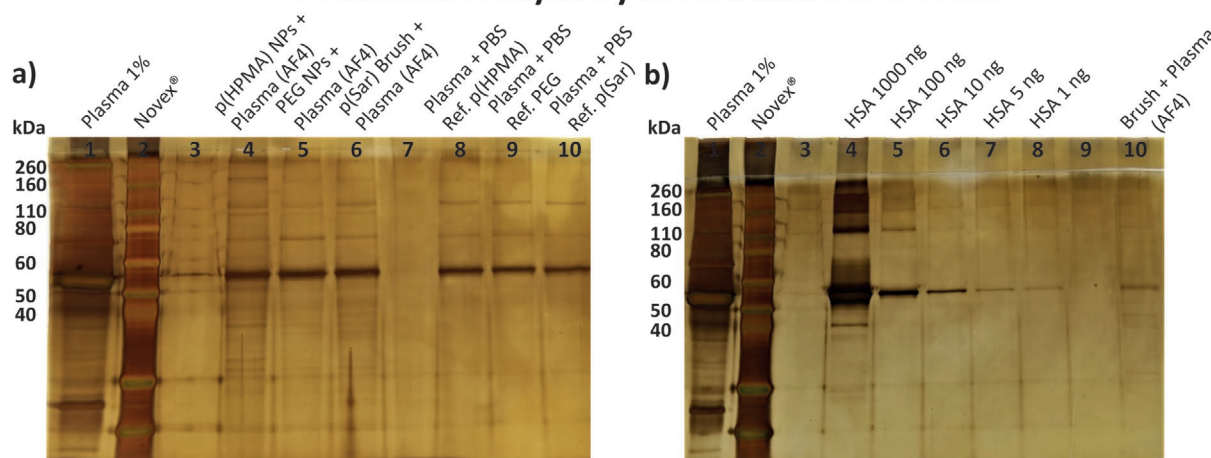 a)
Plasma 1%
Novex®
p(HPMA) NPs +
Plasma (AF4)
PEG NPs +
Plasma (AF4)
p(Sar) Brush +
Plasma (AF4)
Plasma + PBS
Ref. p(HPMA)
Plasma + PBS
Ref. PEG
Plasma + PBS
Ref. p(Sar)
kDa
1 2 3 4 5 6 7 8 9 10
260
160
110
80
60
50
40
b)
Plasma 1%
Novex®
HSA 1000 ng
HSA 100 ng
HSA 10 ng
HSA 5 ng
HSA 1 ng
Brush + Plasma
(AF4)
kDa
1 2 3 4 5 6 7 8 9 10
260
160
110
80
60
50
40